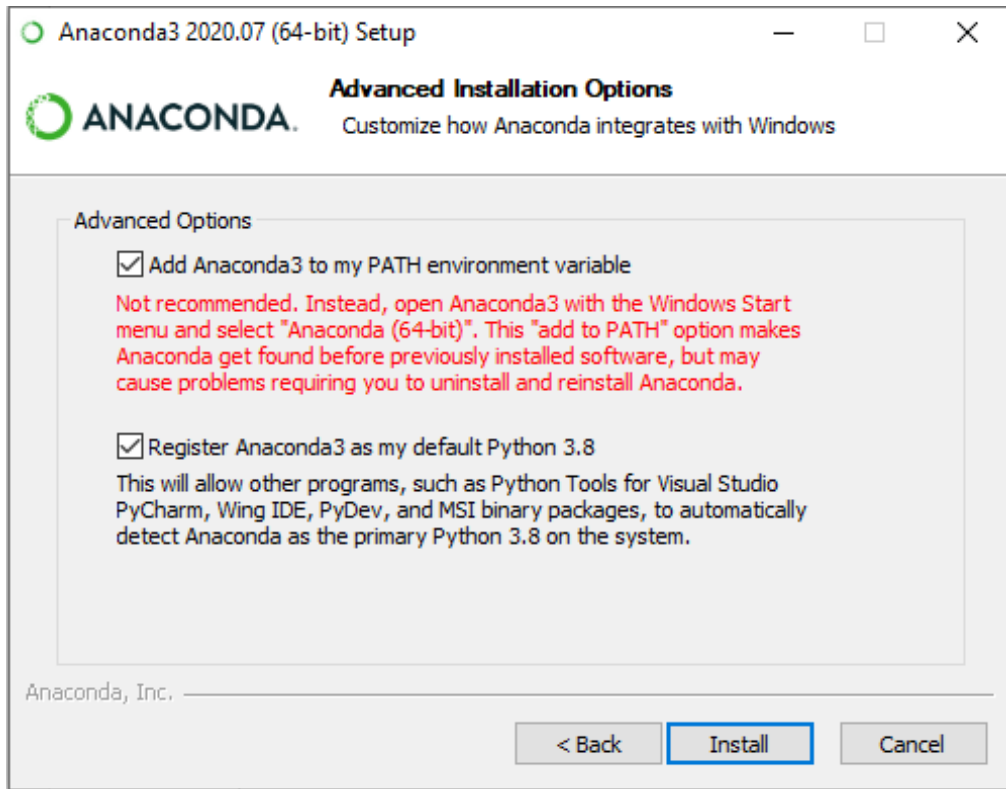 Anaconda3 2020.07 (64-bit) Setup
ANACONDA.
Advanced Installation Options
Customize how Anaconda integrates with Windows
Advanced Options
Add Anaconda3 to my PATH environment variable
Not recommended. Instead, open Anaconda3 with the Windows Start
menu and select "Anaconda (64-bit)". This "add to PATH" option makes
Anaconda get found before previously installed software, but may
cause problems requiring you to uninstall and reinstall Anaconda.
Register Anaconda3 as my default Python 3.8
This will allow other programs, such as Python Tools for Visual Studio
PyCharm, Wing IDE, PyDev, and MSI binary packages, to automatically
detect Anaconda as the primary Python 3.8 on the system.
Anaconda, Inc.
< Back
Install
Cancel